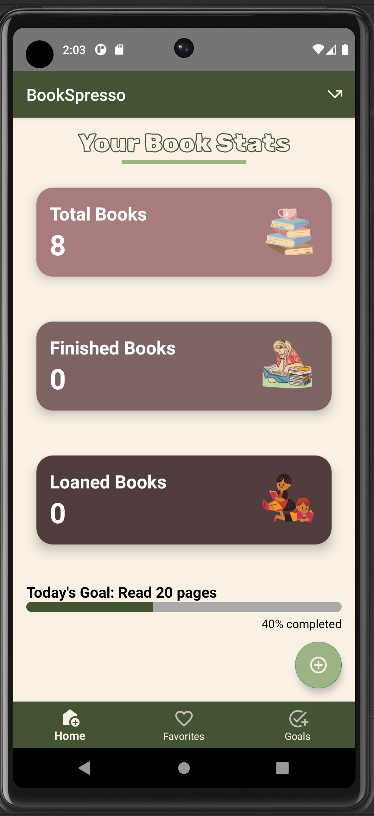 2:03
BookSpresso
Your Book Stats
Total Books
8
Finished Books
0
Loaned Books
0
Today's Goal: Read 20 pages
40% completed
Home
Favorites
Goals